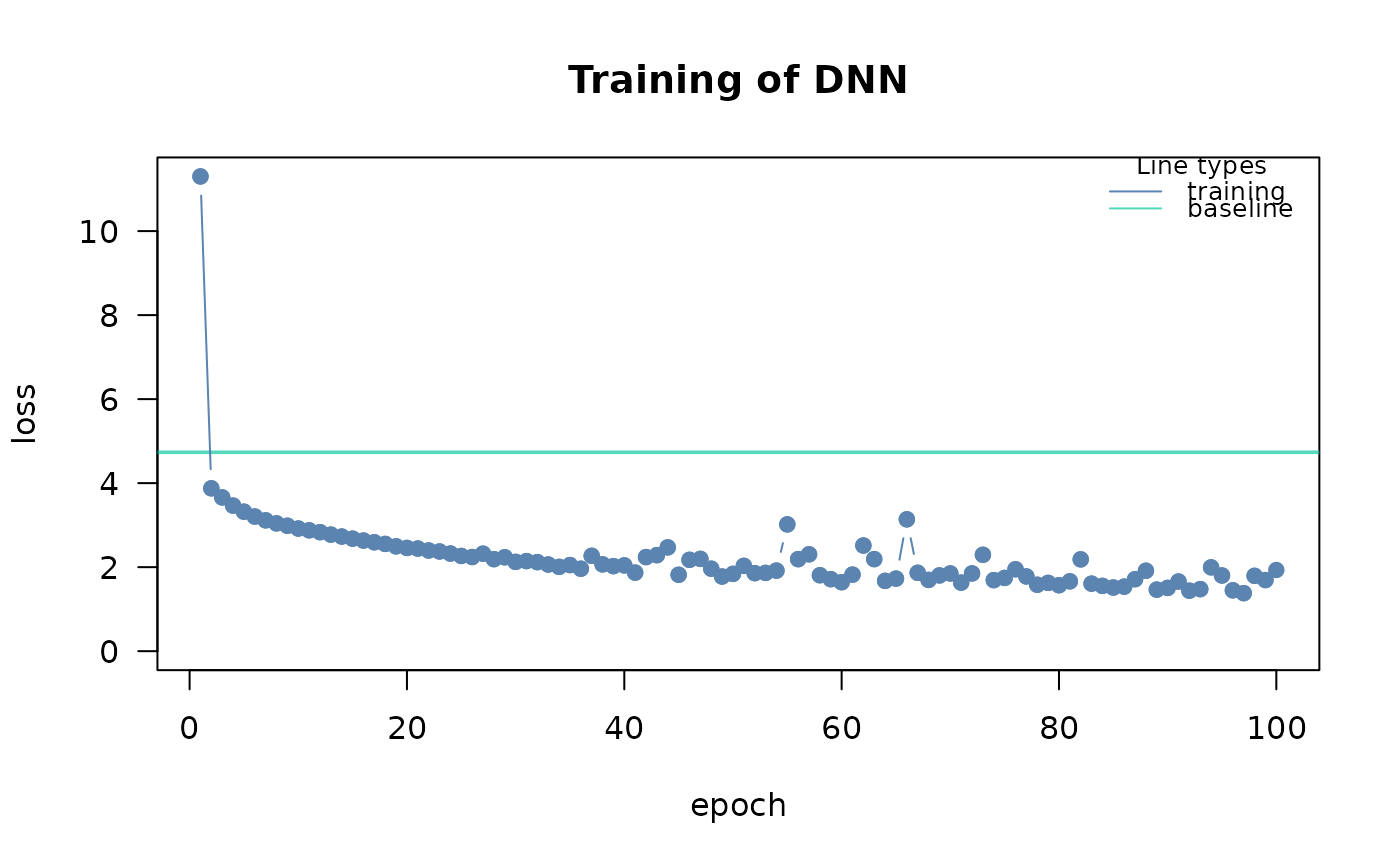 Training of DNN
Line types
training
baseline
10
8
6
4
2
0
loss
0 20 40 60 80 100
epoch